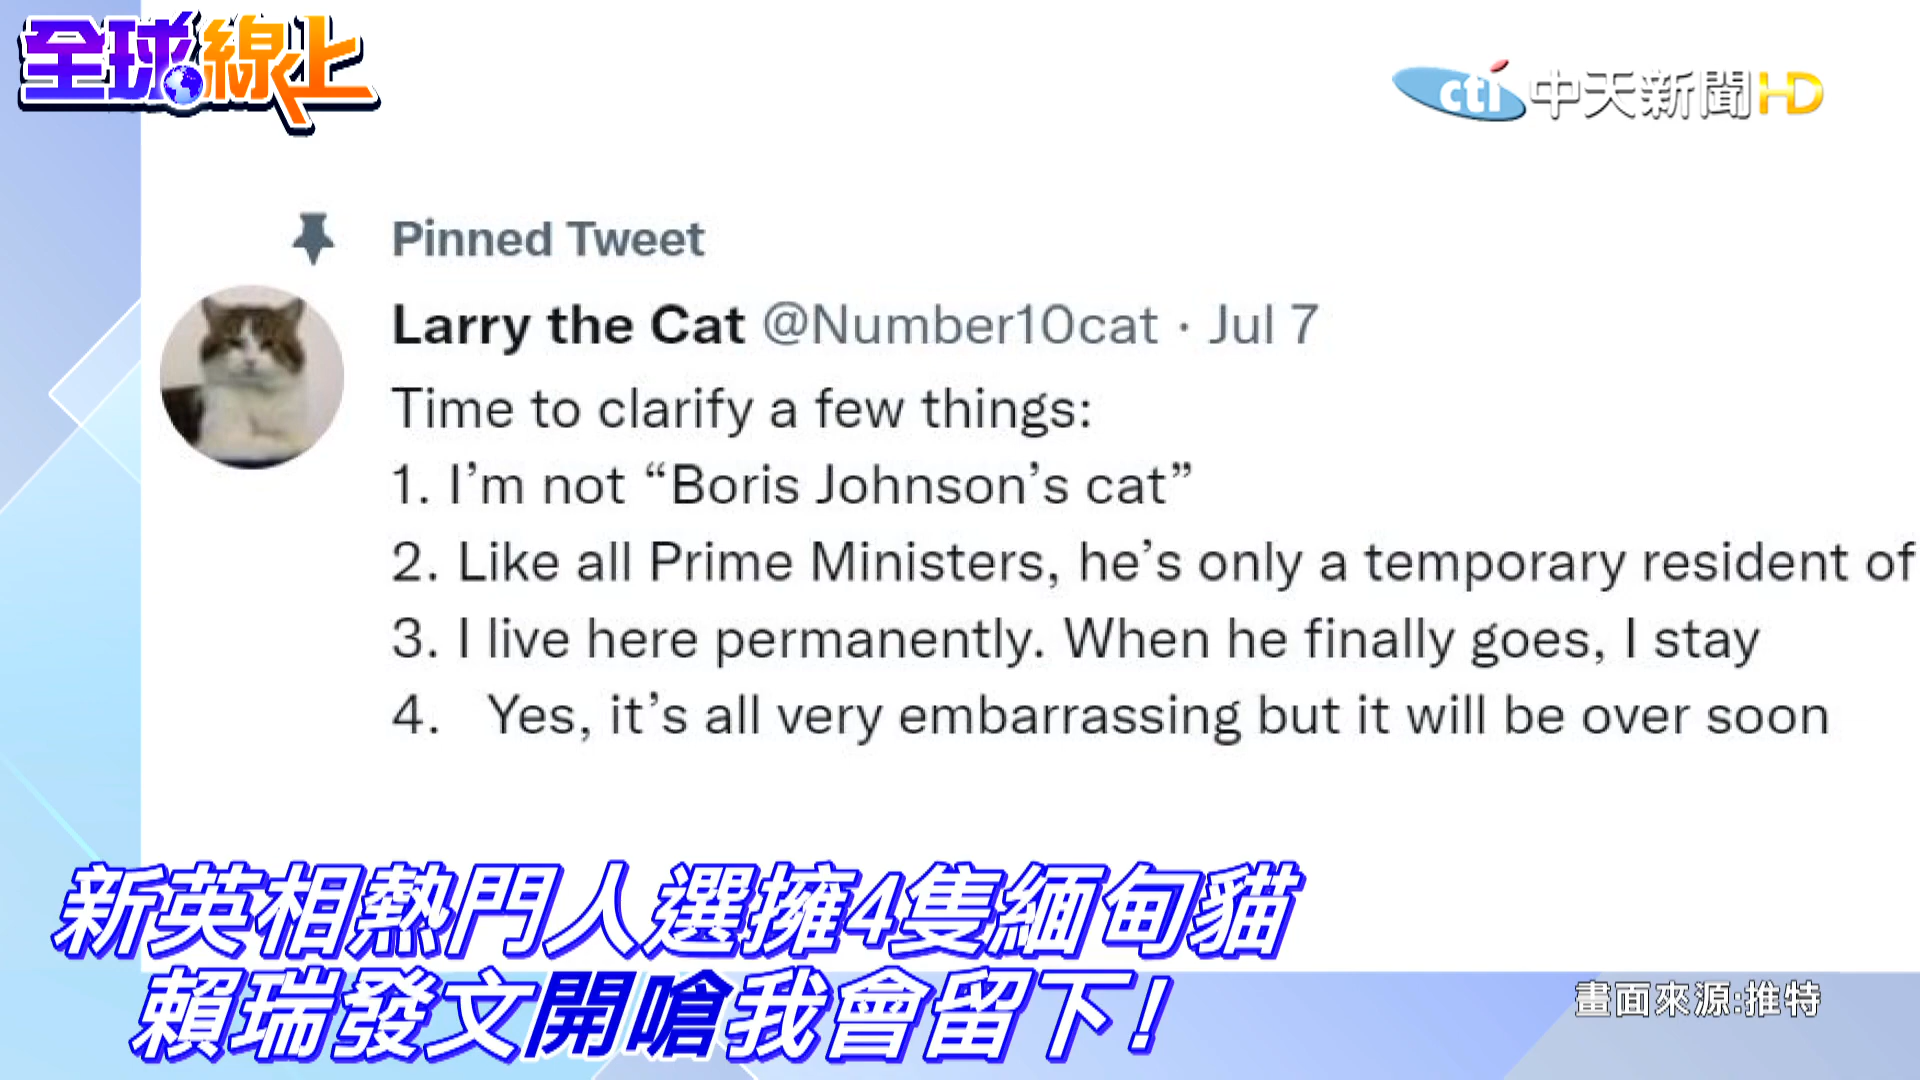 全球線上
cti中天新聞HD
Pinned Tweet
Larry the Cat @Number10cat · Jul 7
Time to clarify a few things:
1. I’m not “Boris Johnson’s cat”
2. Like all Prime Ministers, he’s only a temporary resident of
3. I live here permanently. When he finally goes, I stay
4. Yes, it’s all very embarrassing but it will be over soon
新英相熱門人選擁4隻緬甸貓
賴瑞發文開嗆我會留下!
畫面來源:推特